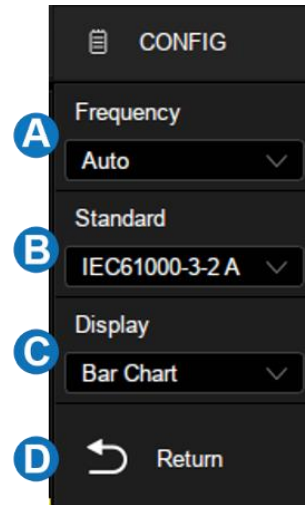 CONFIG
A
Frequency
Auto
B
Standard
IEC61000-3-2 A
C
Display
Bar Chart
D
Return